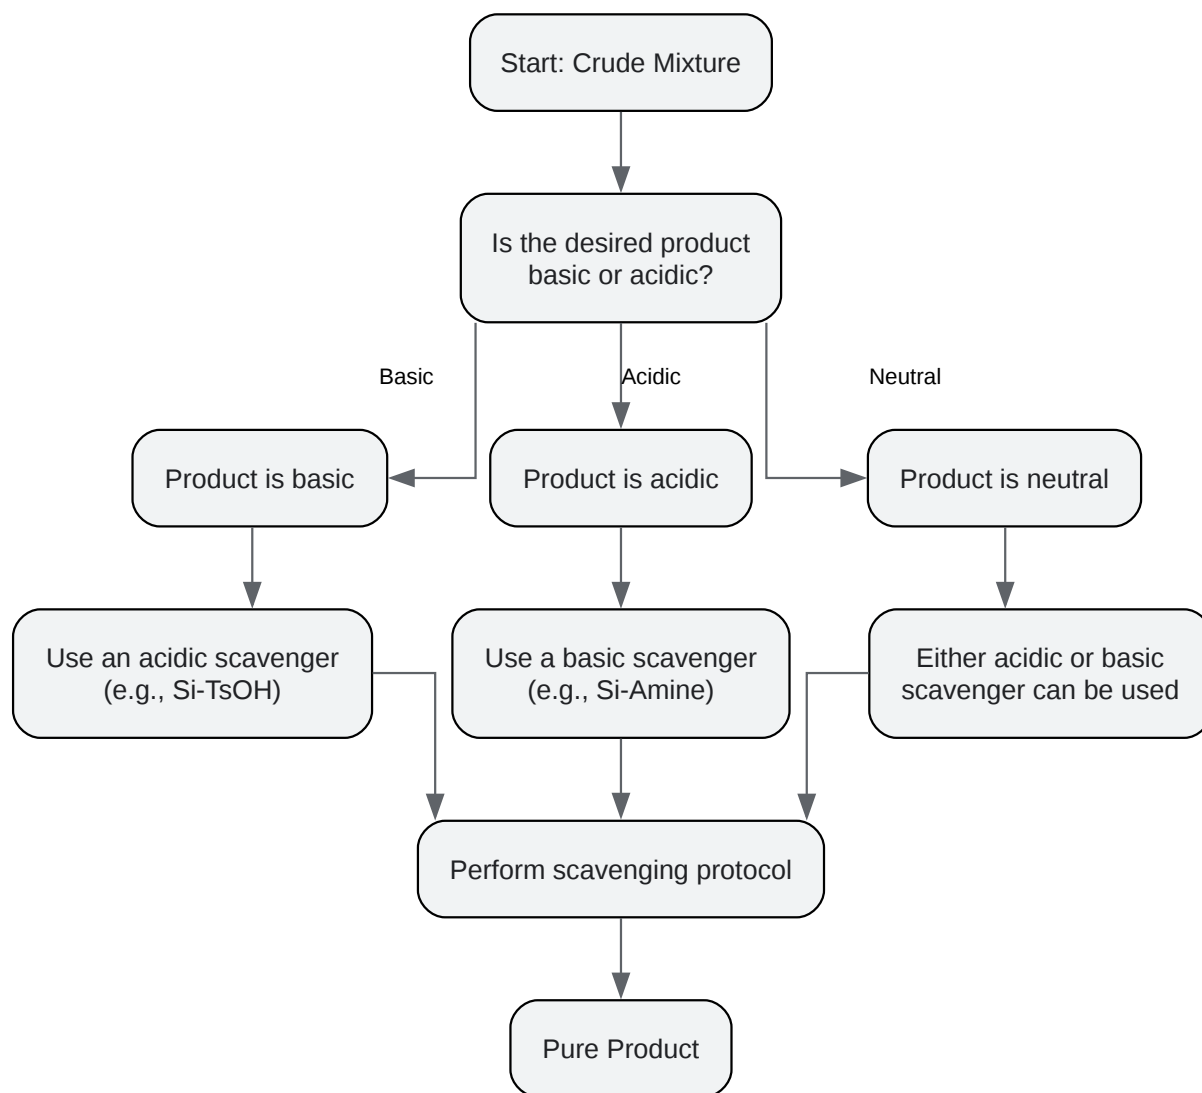 Start: Crude Mixture
Is the desired product
basic or acidic?
Basic
Acidic
Neutral
Product is basic
Product is acidic
Product is neutral
Use an acidic scavenger
(e.g., Si-TsOH)
Use a basic scavenger
(e.g., Si-Amine)
Either acidic or basic
scavenger can be used
Perform scavenging protocol
Pure Product